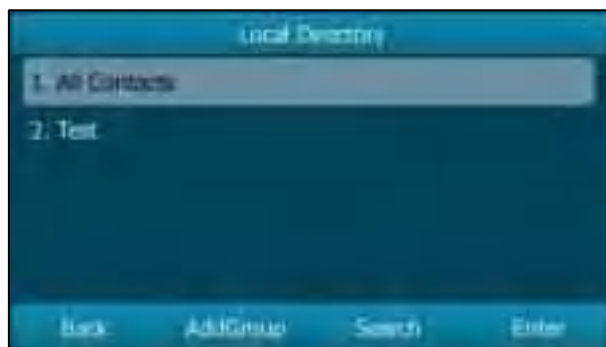 Local Directory
1. All Contacts
2. Test
Back AddGroup Search Enter